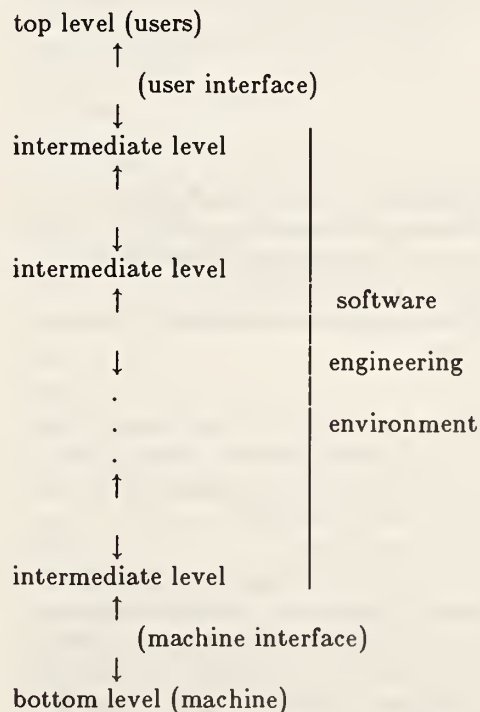 top level (users)
↑
(user interface)
↓
intermediate level
↑
↓
intermediate level
↑
software
↓
engineering
.
.
environment
.
↑
↓
intermediate level
↑
(machine interface)
↓
bottom level (machine)